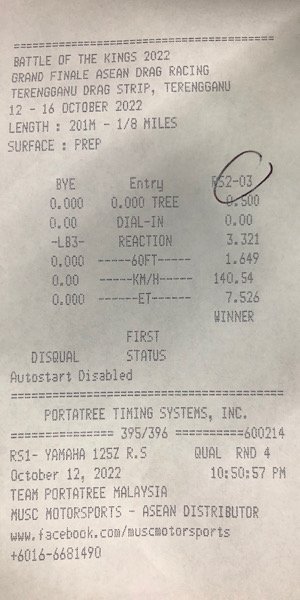 BATTLE OF THE KINGS 2022
GRAND FINALE ASEAN DRAG RACING
TERENGGANU DRAG STRIP, TERENGGANU
12 - 16 OCTOBER 2022
LENGTH : 201M - 1/8 MILES
SURFACE : PREP
BYE Entry RS2-03
0.000 0.000 TREE 0.500
0.00 DIAL-IN 0.00
-LB3- REACTION 3.321
0.000 -----60FT----- 1.649
0.00 -----KM/H----- 140.54
0.000 ------ET------ 7.526
WINNER
FIRST
DISQUAL STATUS
Autostart Disabled
PORTATREE TIMING SYSTEMS, INC.
=============== 395/396 ==========600214
RS1- YAMAHA 125Z R.S QUAL RND 4
October 12, 2022 10:50:57 PM
TEAM PORTATREE MALAYSIA
MUSC MOTORSPORTS - ASEAN DISTRIBUTOR
www.facebook.com/muscmotorsports
+6016-6681490